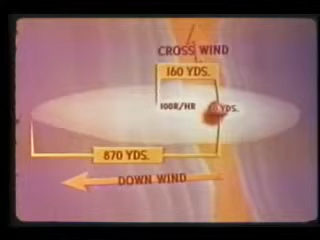 CROSS WIND
160 YDS.
100R/HR
YDS.
870 YDS.
DOWN WIND